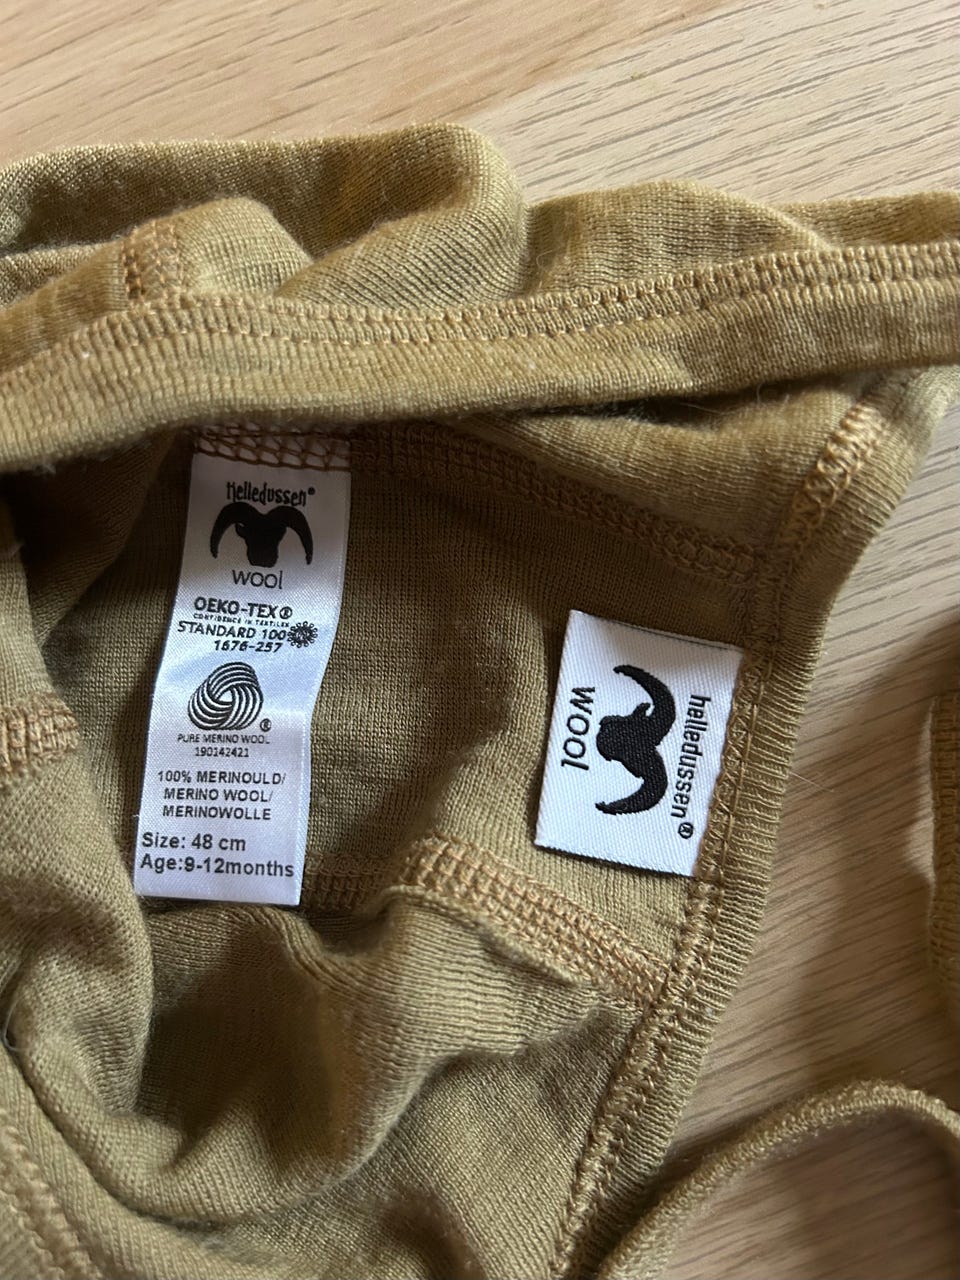 helledussen®
wool
OEKO-TEX®
CONFIDENCE IN TEXTILES
STANDARD 100
1676-257
®
PURE MERINO WOOL
190142421
100% MERINOULD/
MERINO WOOL/
MERINOWOLLE
Size: 48 cm
Age:9-12months
helledussen®
wool